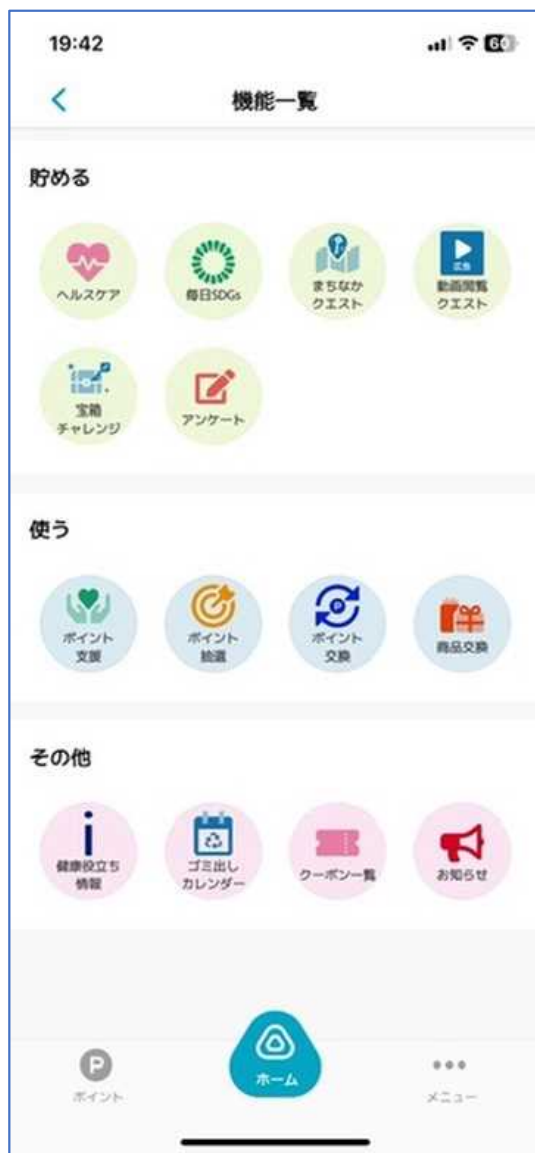 19:42
60
機能一覧
貯める
ヘルスケア
毎日SDGs
まちなか
クエスト
広告
動画閲覧
クエスト
宝箱
チャレンジ
アンケート
使う
ポイント
支援
ポイント
抽選
P
ポイント
交換
商品交換
その他
i
健康役立ち
情報
ゴミ出し
カレンダー
クーポン一覧
お知らせ
P
ポイント
ホーム
メニュー